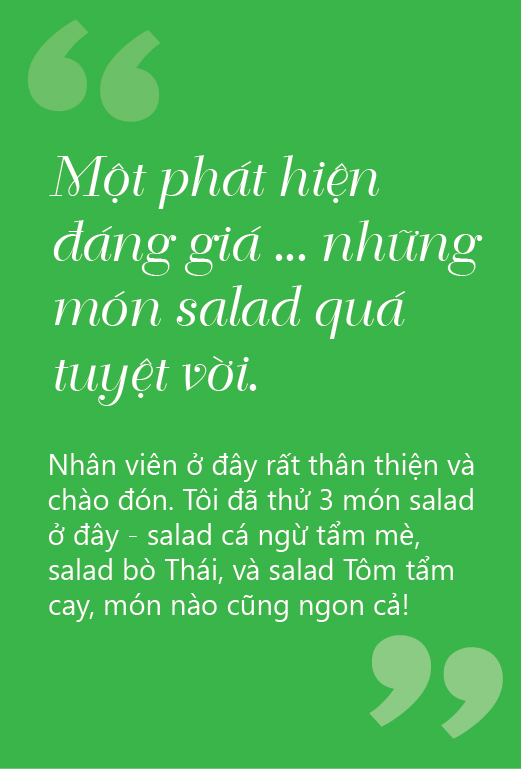 “
Một phát hiện
đáng giá ... những
món salad quá
tuyệt vời.
Nhân viên ở đây rất thân thiện và
chào đón. Tôi đã thử 3 món salad
ở đây - salad cá ngừ tẩm mè,
salad bò Thái, và salad Tôm tẩm
cay, món nào cũng ngon cả!
”